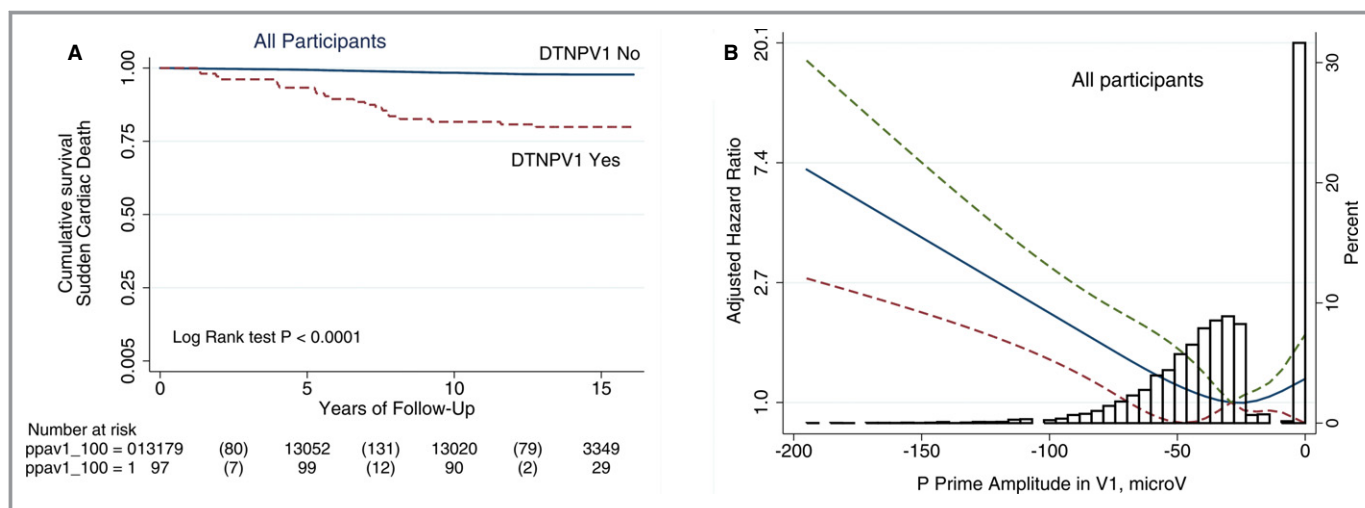 A
All Participants
DTNPV1 No
1.00
0.75
0.50
0.25
0.005
Cumulative survival
Sudden Cardiac Death
DTNPV1 Yes
Log Rank test P < 0.0001
0 5 10 15
Years of Follow-Up
Number at risk
ppav1_100 = 013179 (80) 13052 (131) 13020 (79) 3349
ppav1_100 = 1 97 (7) 99 (12) 90 (2) 29
B
All participants
20.1
7.4
2.7
1.0
Adjusted Hazard Ratio
30
20
10
0
Percent
-200 -150 -100 -50 0
P Prime Amplitude in V1, microV